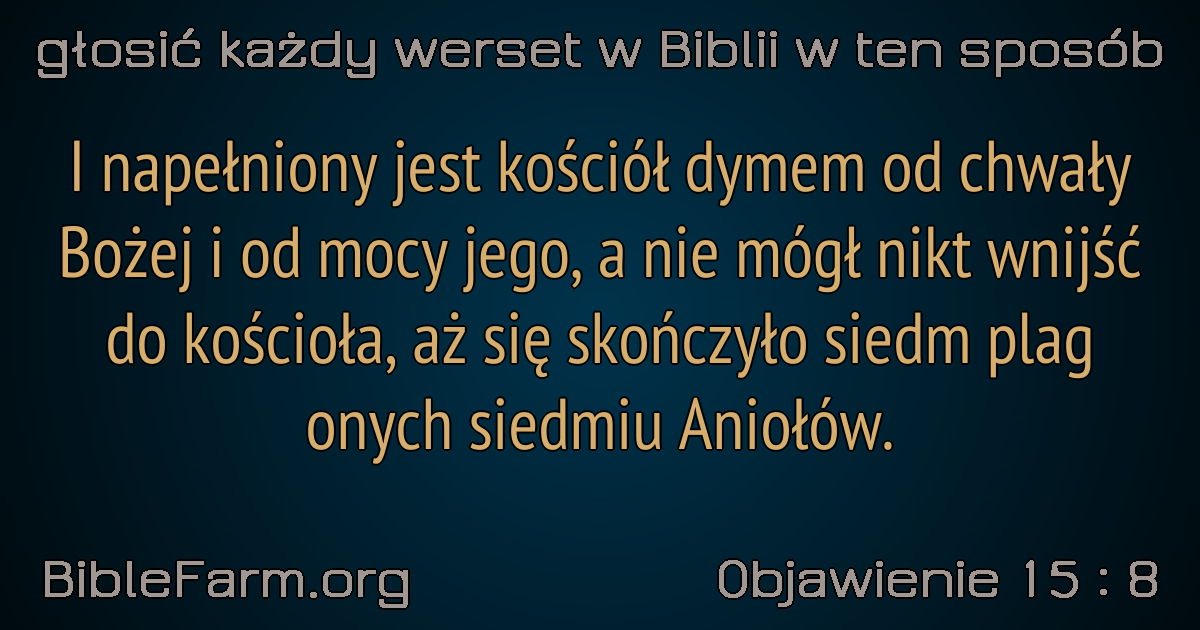 głosić każdy werset w Biblii w ten sposób
I napełniony jest kościół dymem od chwały
Bożej i od mocy jego, a nie mógł nikt wnijść
do kościoła, aż się skończyło siedm plag
onych siedmiu Aniołów.
BibleFarm.org
Objawienie 15 : 8